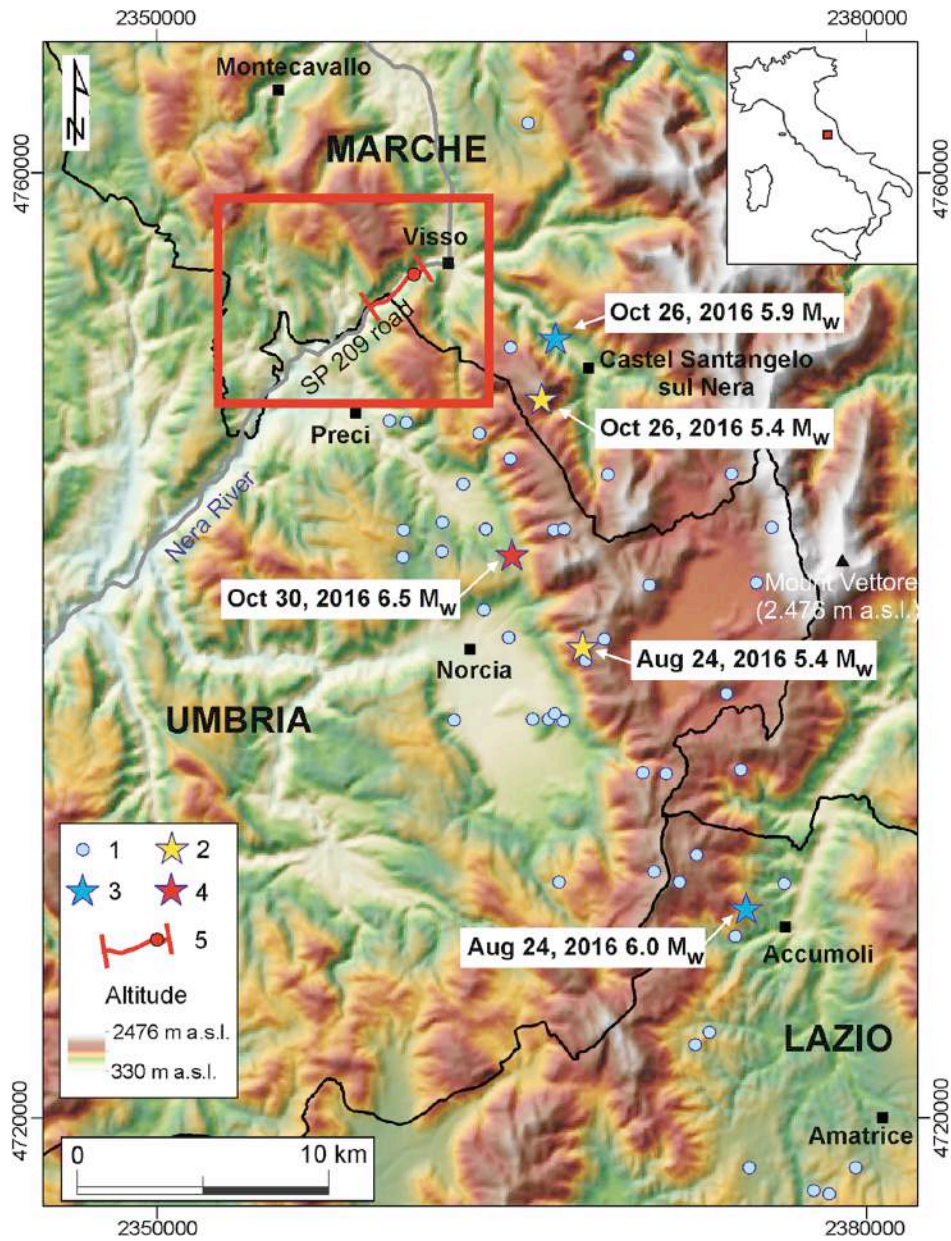 2350000
2380000
Montecavallo
MARCHE
4760000
4760000
Visso
Oct 26, 2016 5.9 Mw
SP 209 road
Castel Santangelo
sul Nera
Oct 26, 2016 5.4 Mw
Preci
Nera River
Mount Vettore
(2.476 m a.s.l.)
Oct 30, 2016 6.5 Mw
Norcia
Aug 24, 2016 5.4 Mw
UMBRIA
1
2
3
4
5
Altitude
2476 m a.s.l.
330 m a.s.l.
Aug 24, 2016 6.0 Mw
Accumoli
LAZIO
4720000
4720000
Amatrice
0
10 km
2350000
2380000
N